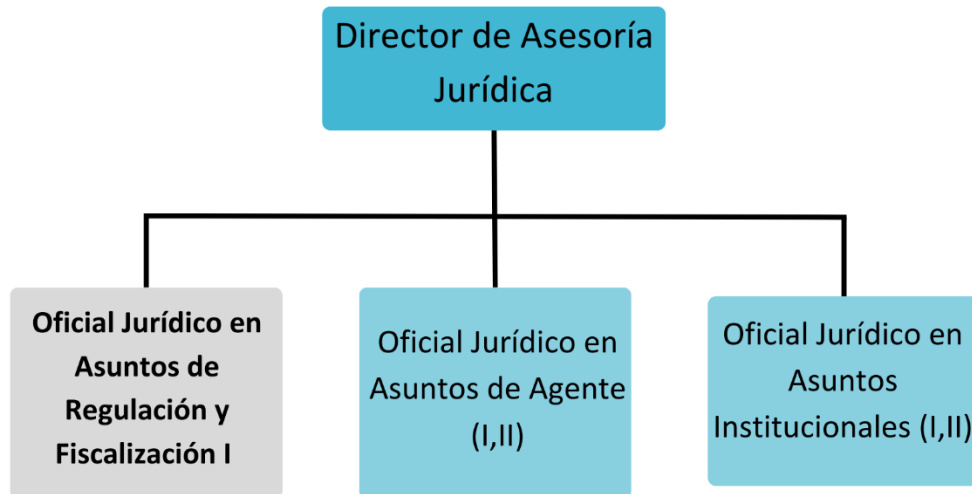 Director de Asesoría
Jurídica
Oficial Jurídico en
Asuntos de
Regulación y
Fiscalización I
Oficial Jurídico en
Asuntos de Agente
(I,II)
Oficial Jurídico en
Asuntos
Institucionales (I,II)